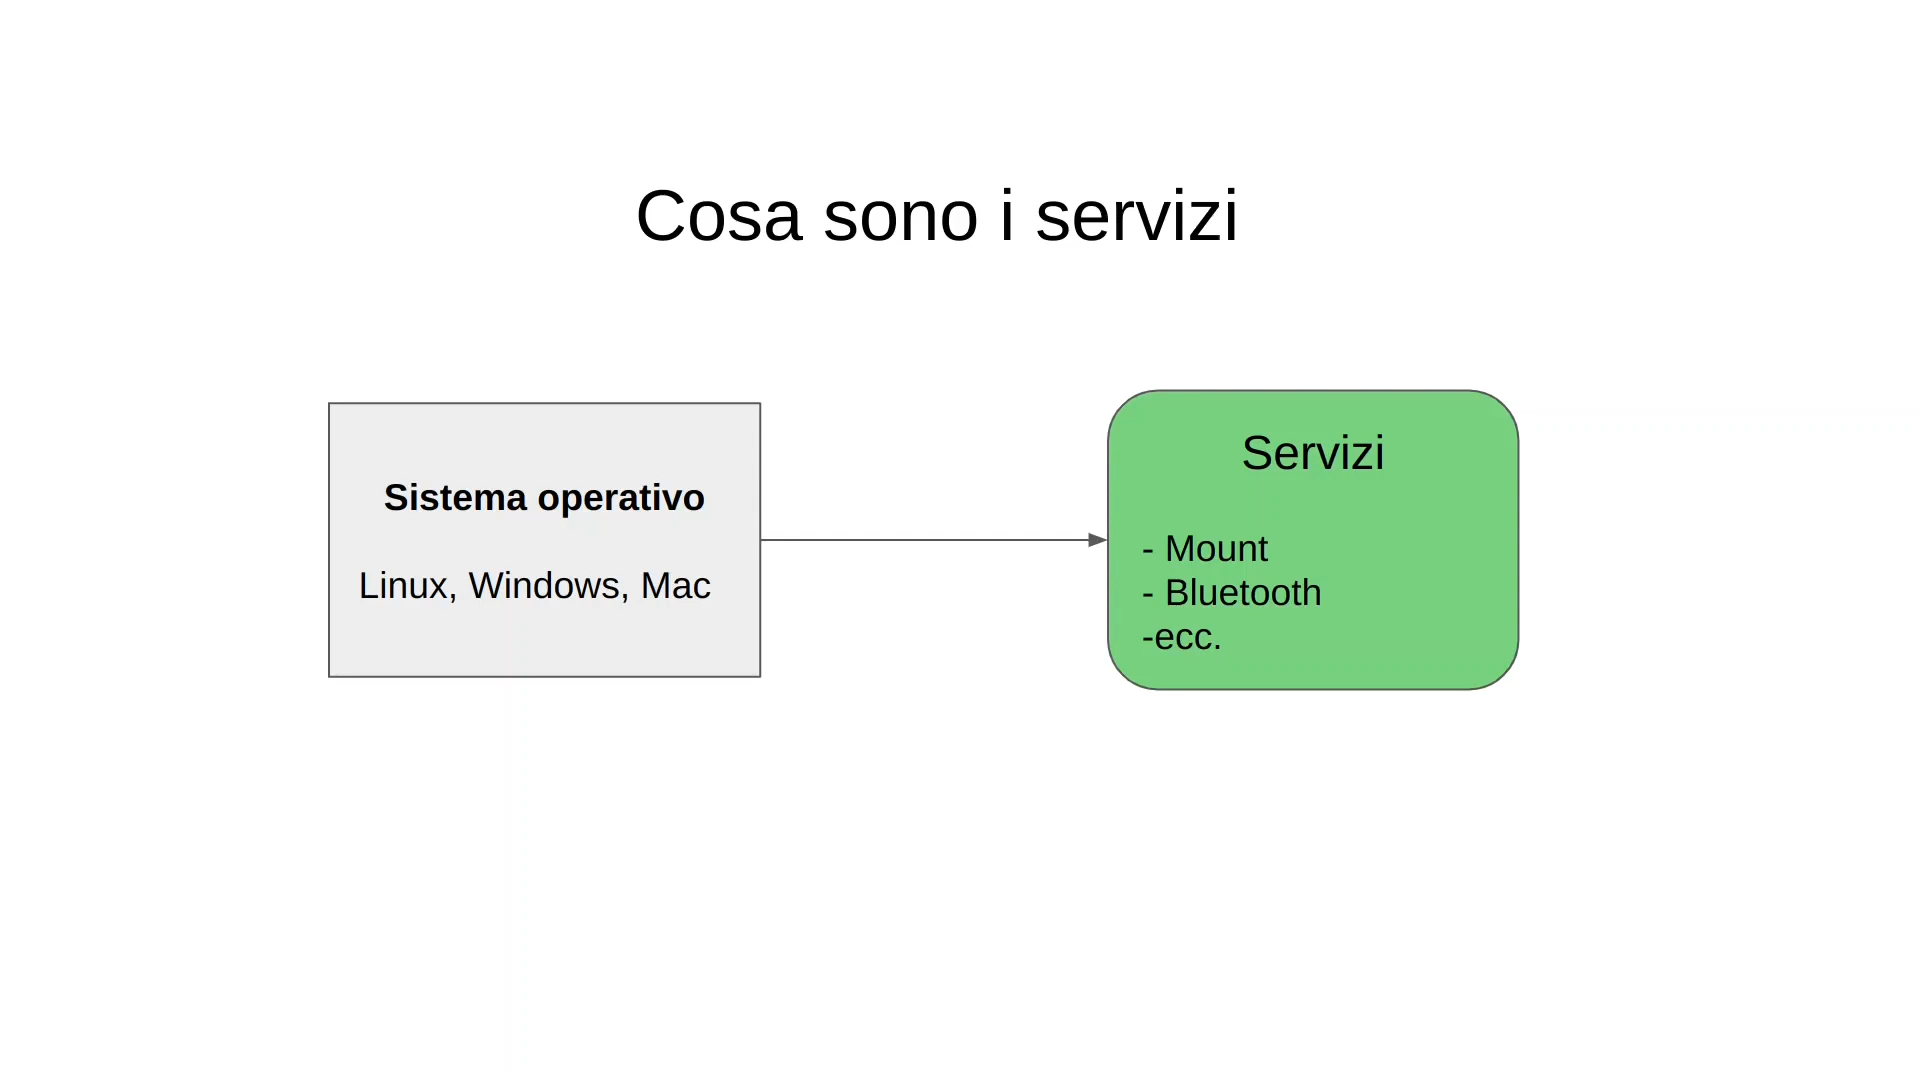 Cosa sono i servizi
Sistema operativo
Linux, Windows, Mac
Servizi
- Mount
- Bluetooth
-ecc.